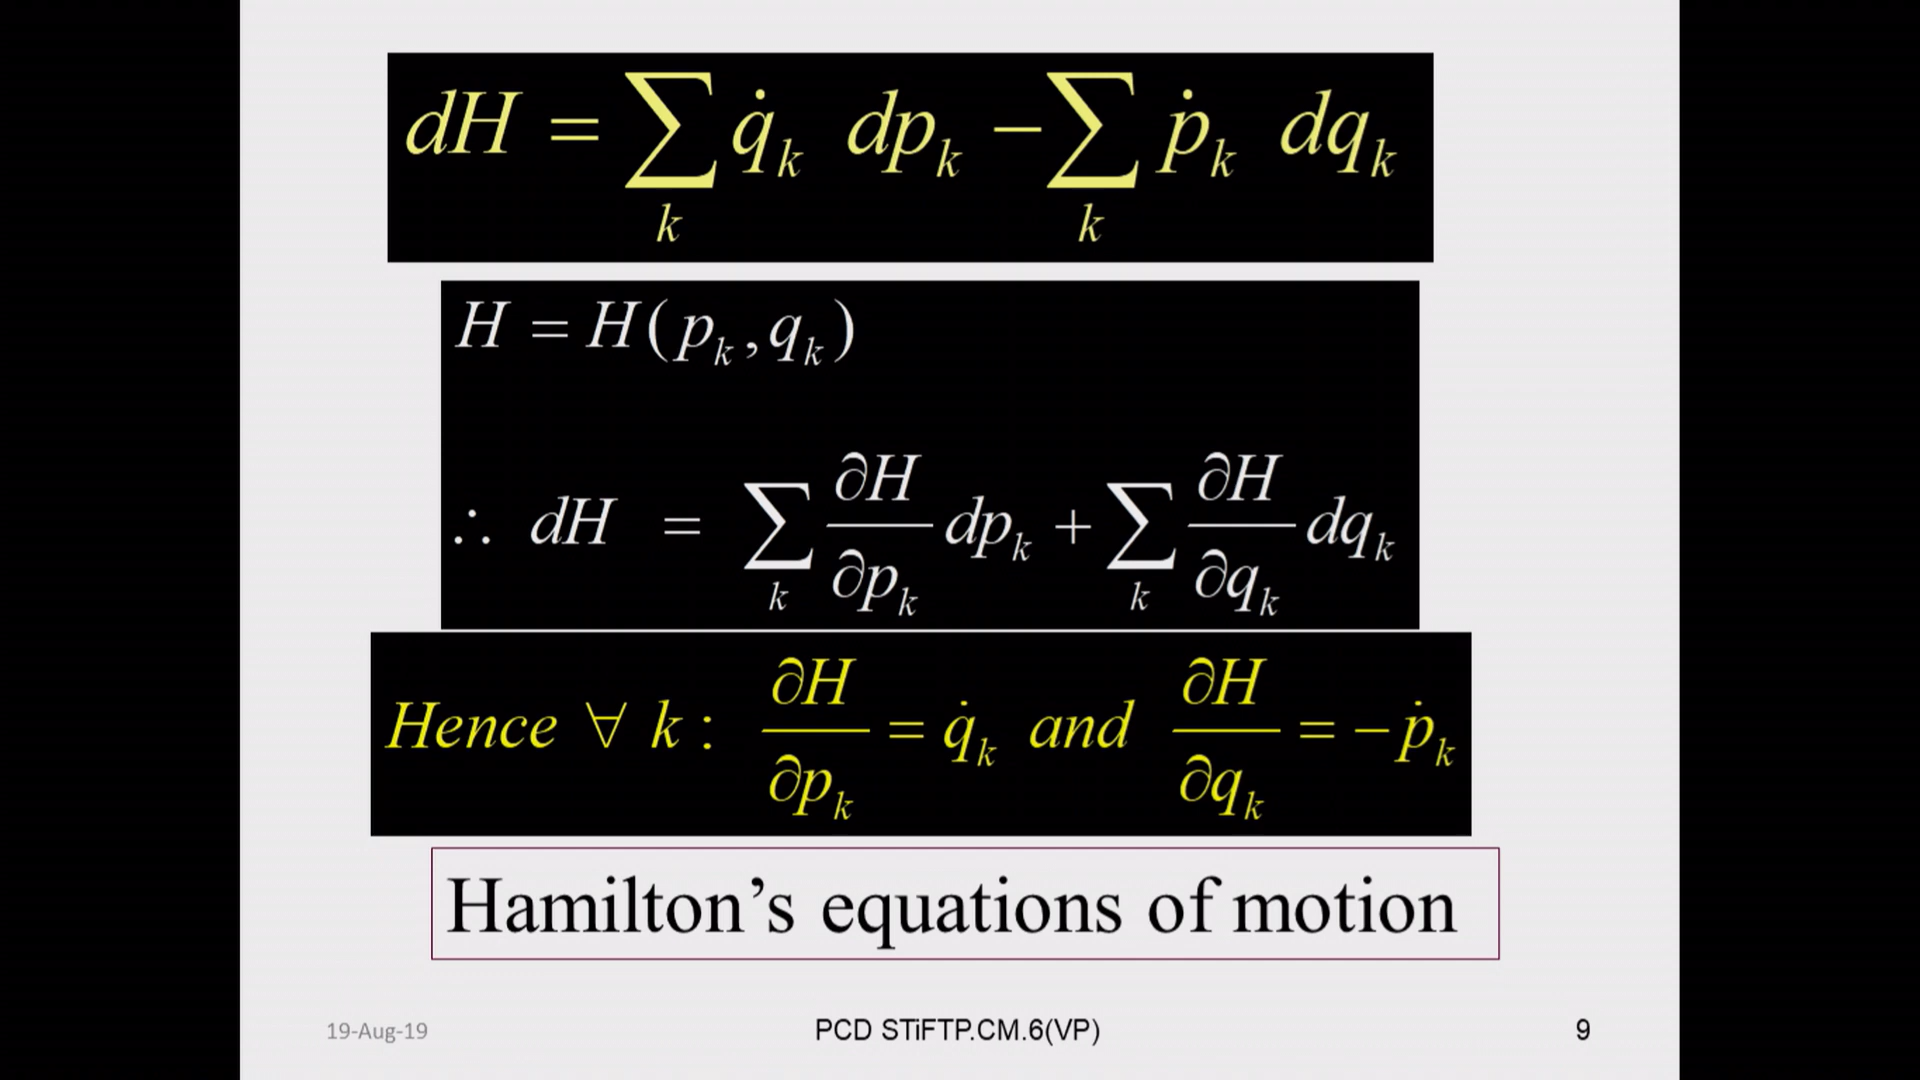 dH = ∑_k q̇_k dp_k − ∑_k ṗ_k dq_k
H = H(p_k, q_k)
∴ dH = ∑_k ∂H/∂p_k dp_k + ∑_k ∂H/∂q_k dq_k
Hence ∀ k : ∂H/∂p_k = q̇_k and ∂H/∂q_k = −ṗ_k
Hamilton’s equations of motion
19-Aug-19 PCD STiFTP.CM.6(VP) 9